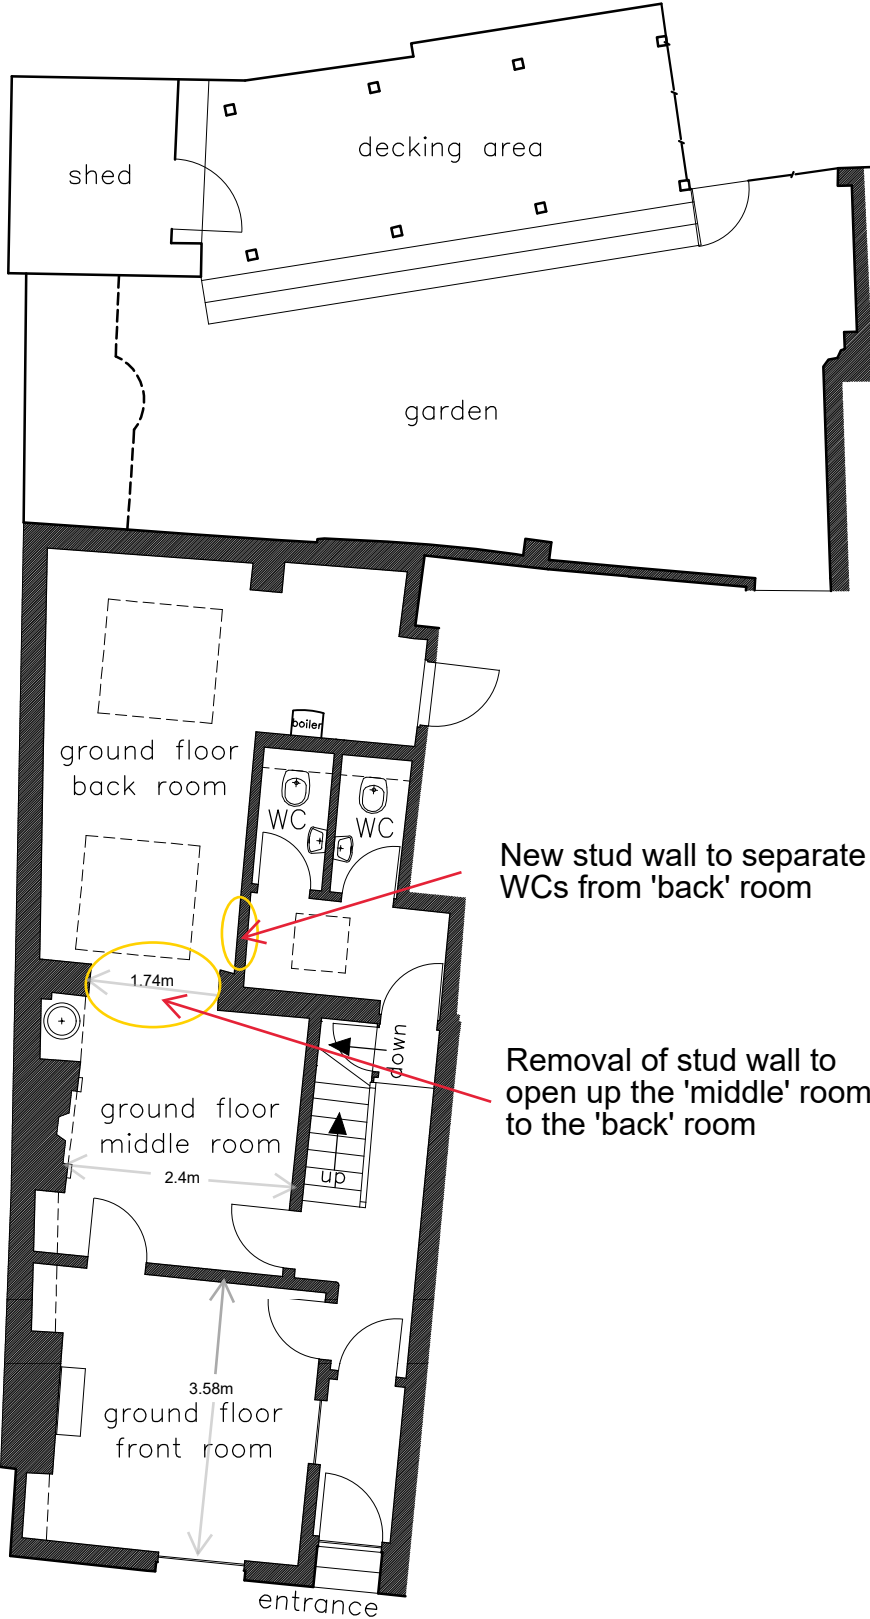 decking area
shed
garden
boiler
ground floor
back room
WC
WC
New stud wall to separate
WCs from 'back' room
1.74m
down
Removal of stud wall to
open up the 'middle' room
to the 'back' room
ground floor
middle room
2.4m
up
3.58m
ground floor
front room
entrance